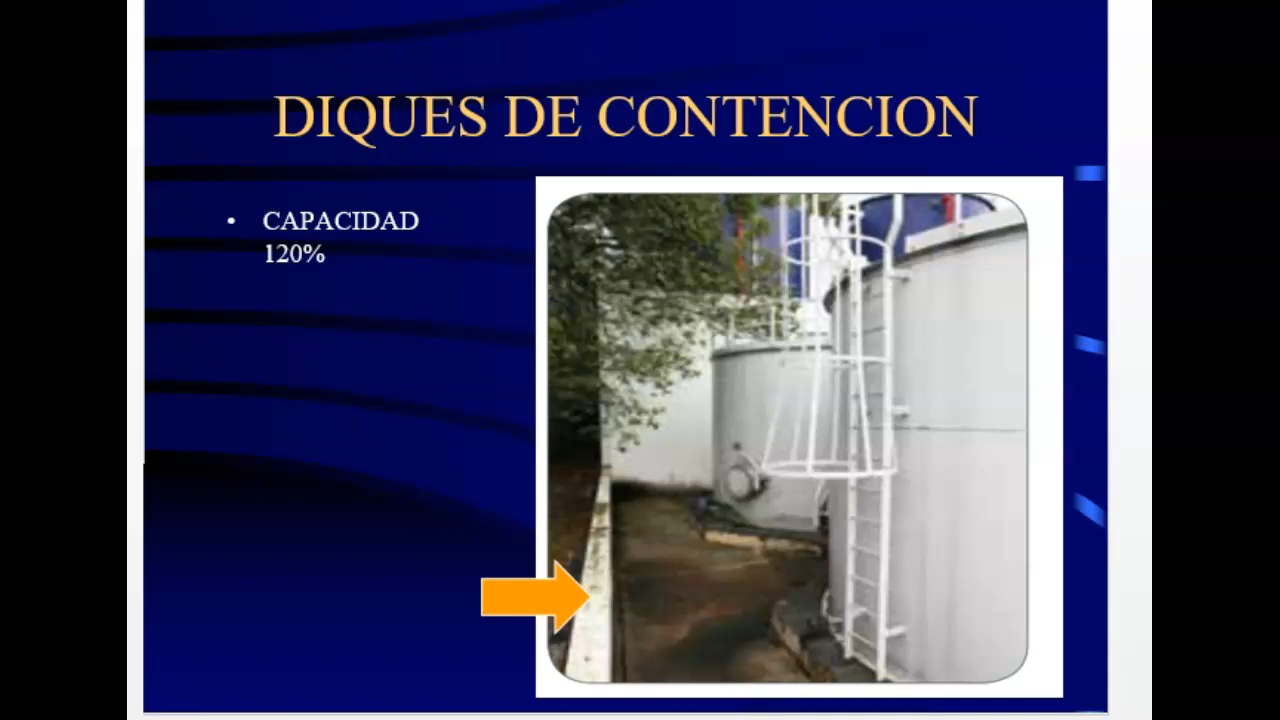 DIQUES DE CONTENCION
• CAPACIDAD
120%